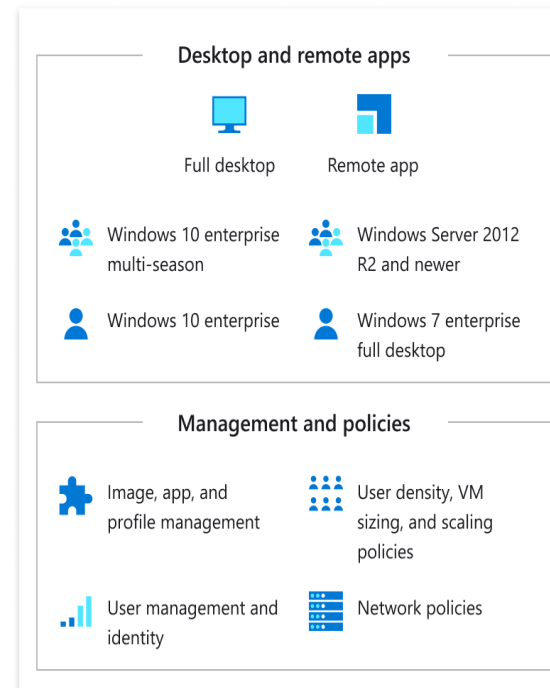 Desktop and remote apps
Full desktop
Remote app
Windows 10 enterprise
multi-season
Windows Server 2012
R2 and newer
Windows 10 enterprise
Windows 7 enterprise
full desktop
Management and policies
Image, app, and
profile management
User density, VM
sizing, and scaling
policies
User management and
identity
Network policies